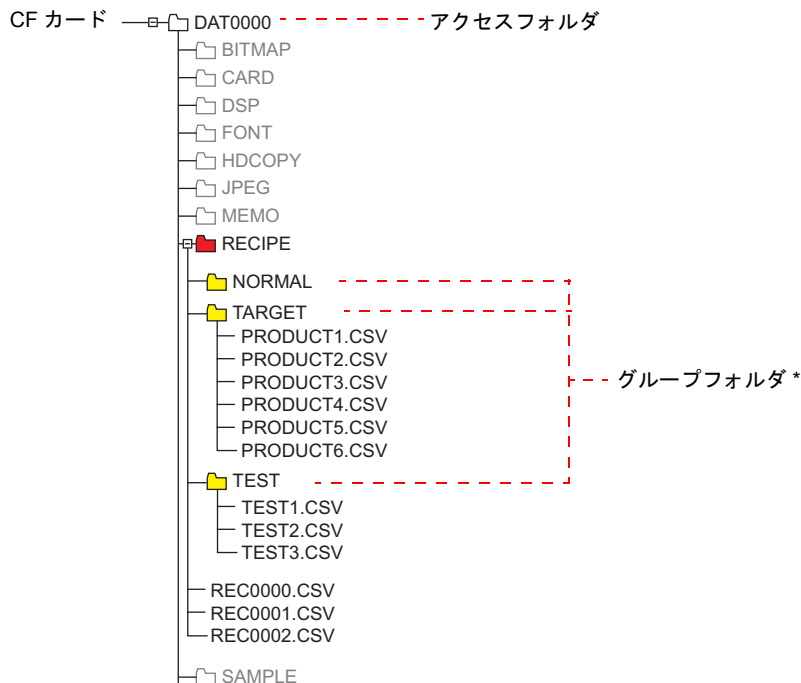 CF カード DAT0000 アクセスフォルダ
BITMAP
CARD
DSP
FONT
HDCOPY
JPEG
MEMO
RECIPE
NORMAL
TARGET
PRODUCT1.CSV
PRODUCT2.CSV
PRODUCT3.CSV
PRODUCT4.CSV
グループフォルダ *
PRODUCT5.CSV
PRODUCT6.CSV
TEST
TEST1.CSV
TEST2.CSV
TEST3.CSV
REC0000.CSV
REC0001.CSV
REC0002.CSV
SAMPLE